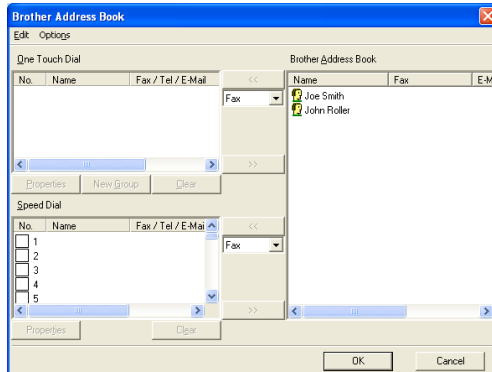 Brother Address Book
Edit Options
One Touch Dial
No. Name Fax / Tel / E-Mail
<<
Fax
>>
Properties New Group Clear
Speed Dial
No. Name Fax / Tel / E-Mai
1
2
3
4
5
<<
Fax
>>
Properties Clear
Brother Address Book
Name Fax E-M
Joe Smith
John Roller
OK Cancel